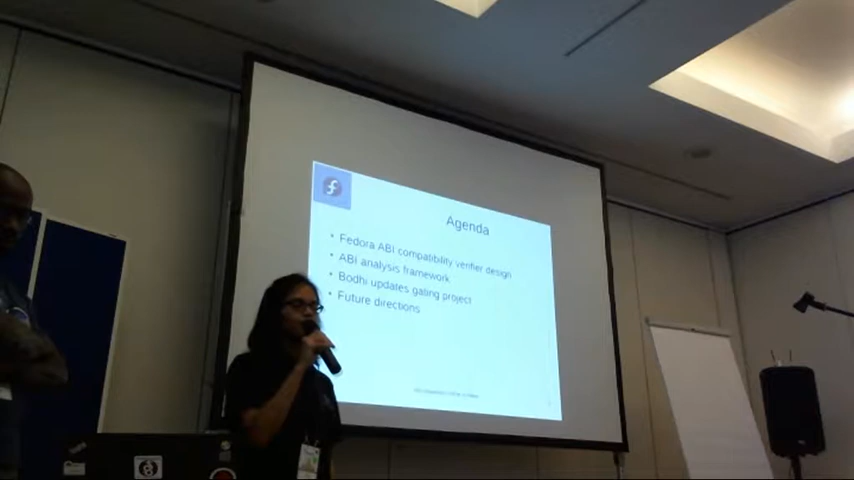 Agenda
• Fedora ABI compatibility verifier design
• ABI analysis framework
• Bodhi updates gating project
• Future directions